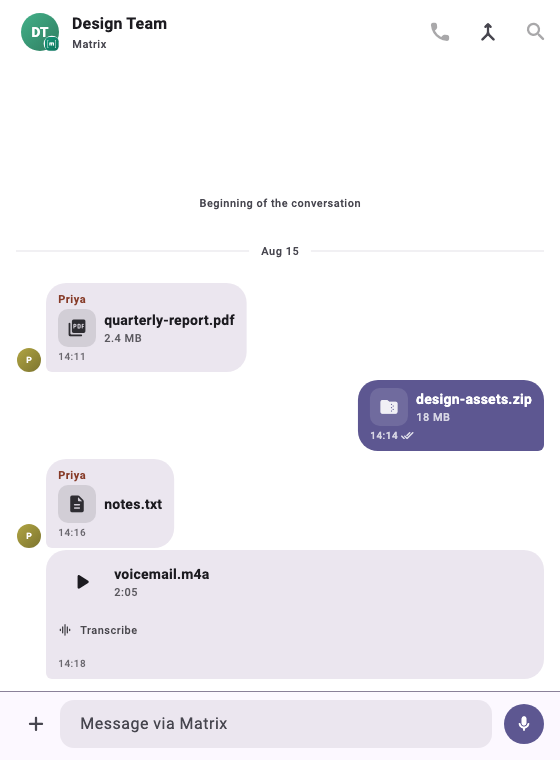 DT
[m]
Design Team
Matrix
Beginning of the conversation
Aug 15
Priya
PDF
quarterly-report.pdf
2.4 MB
P
14:11
design-assets.zip
18 MB
14:14
Priya
notes.txt
P
14:16
voicemail.m4a
2:05
Transcribe
14:18
Message via Matrix